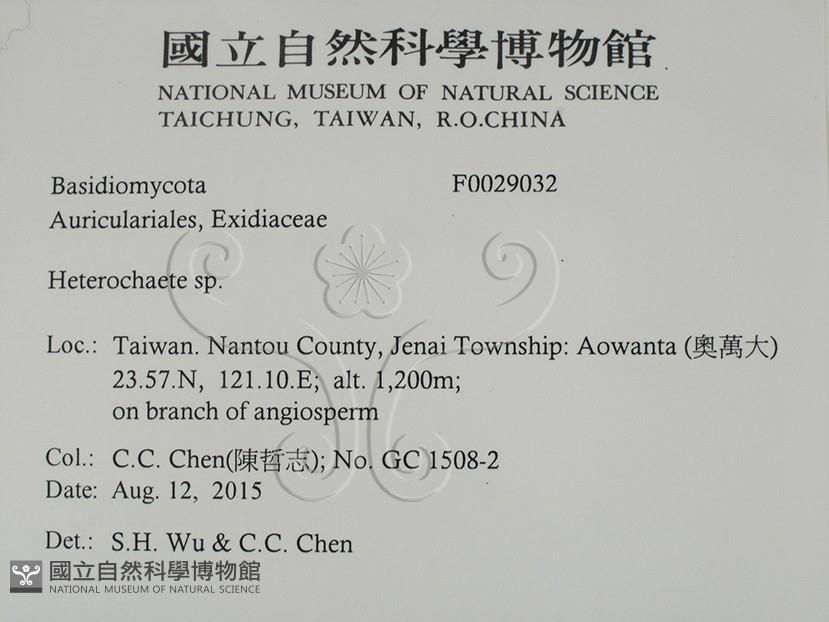 國立自然科學博物館
NATIONAL MUSEUM OF NATURAL SCIENCE
TAICHUNG, TAIWAN, R.O.CHINA
Basidiomycota F0029032
Auriculariales, Exidiaceae
Heterochaete sp.
Loc.: Taiwan. Nantou County, Jenai Township: Aowanta (奧萬大)
23.57.N, 121.10.E; alt. 1,200m;
on branch of angiosperm
Col.: C.C. Chen(陳哲志); No. GC 1508-2
Date: Aug. 12, 2015
Det.: S.H. Wu & C.C. Chen
國立自然科學博物館
NATIONAL MUSEUM OF NATURAL SCIENCE